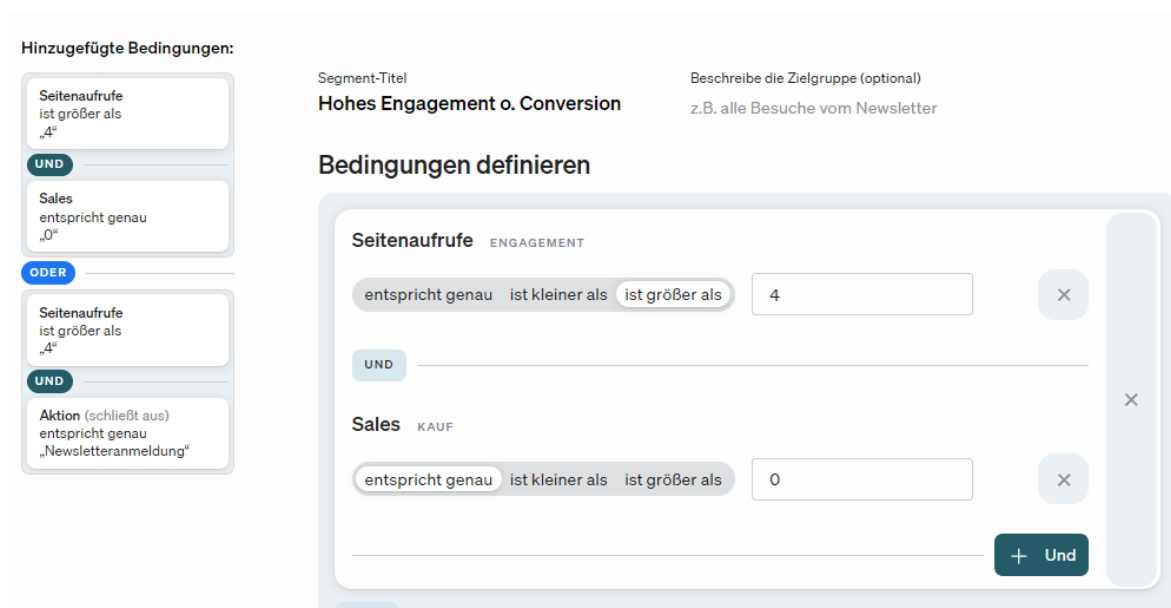 Hinzugefügte Bedingungen:
Seitenaufrufe
ist größer als
„4“
UND
Sales
entspricht genau
„0“
ODER
Seitenaufrufe
ist größer als
„4“
UND
Aktion (schließt aus)
entspricht genau
„Newsletteranmeldung“
Segment-Titel
Hohes Engagement o. Conversion
Beschreibe die Zielgruppe (optional)
z.B. alle Besuche vom Newsletter
Bedingungen definieren
Seitenaufrufe ENGAGEMENT
entspricht genau ist kleiner als ist größer als 4
UND
Sales KAUF
entspricht genau ist kleiner als ist größer als 0
+ Und